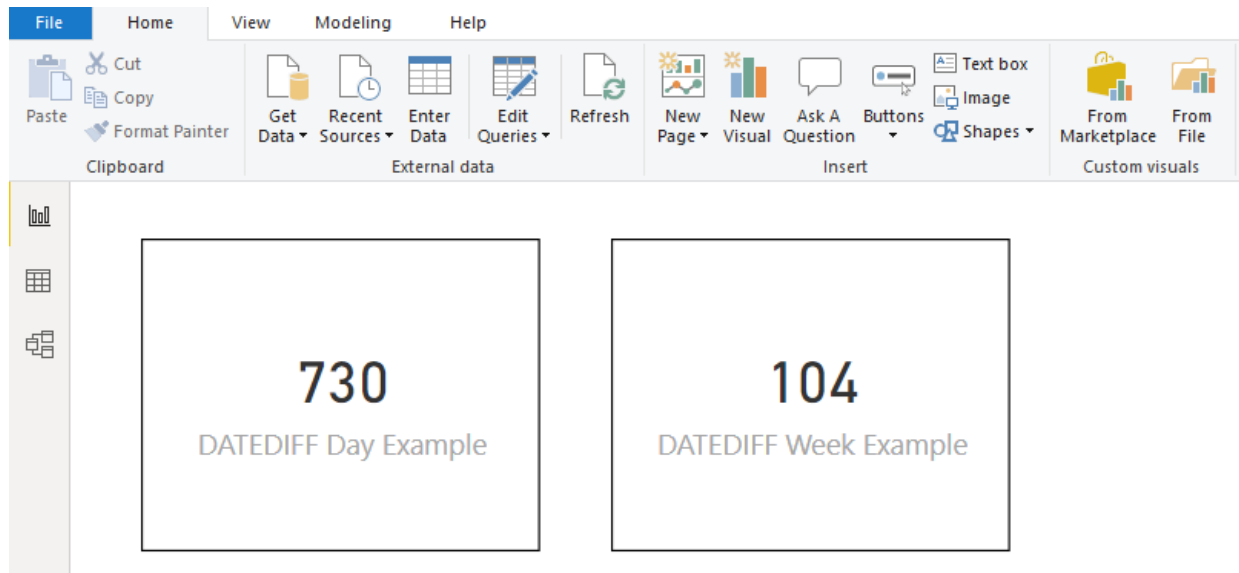 File Home View Modeling Help
Paste
Cut
Copy
Format Painter
Clipboard
Get Data
Recent Sources
Enter Data
Edit Queries
Refresh
External data
New Page
New Visual
Ask A Question
Buttons
Text box
Image
Shapes
Insert
From Marketplace
From File
Custom visuals
730
DATEDIFF Day Example
104
DATEDIFF Week Example